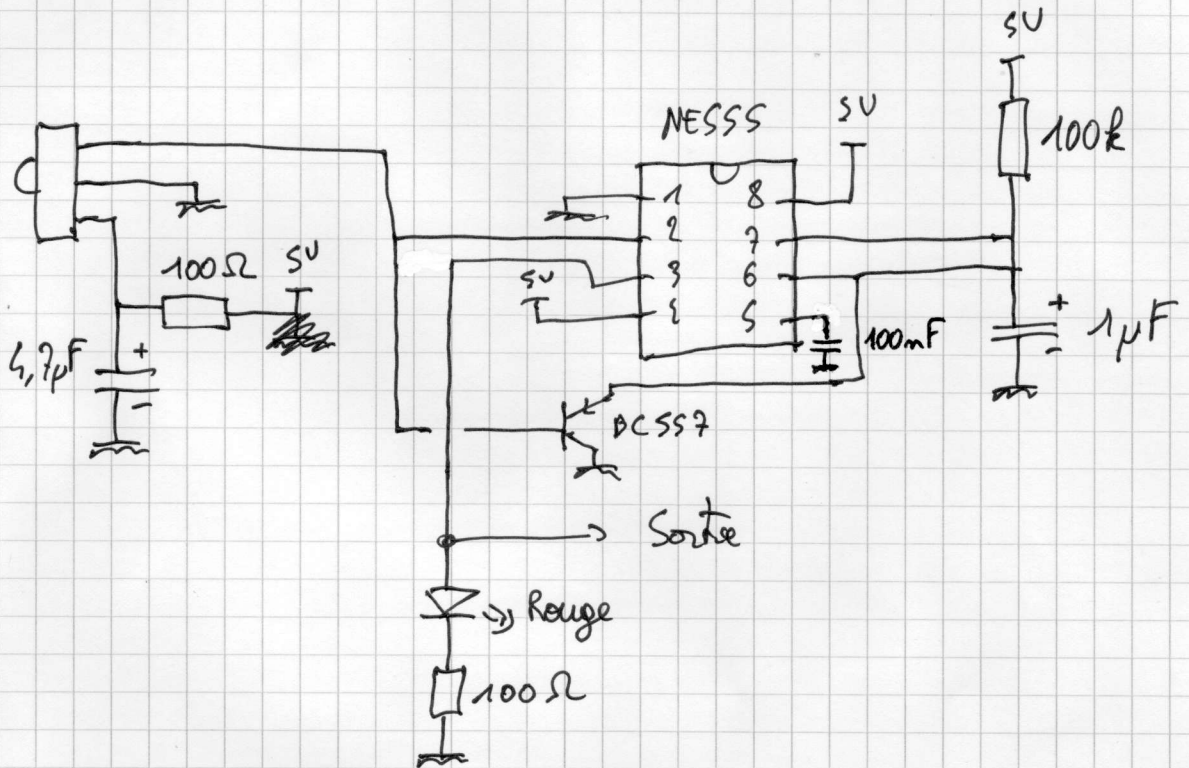 5V
NE555
5V
100k
1 8
2 7
3 6
4 5
100Ω
5V
5V
4,7µF
+
-
100nF
+
-
1µF
BC557
Sortie
Rouge
100Ω